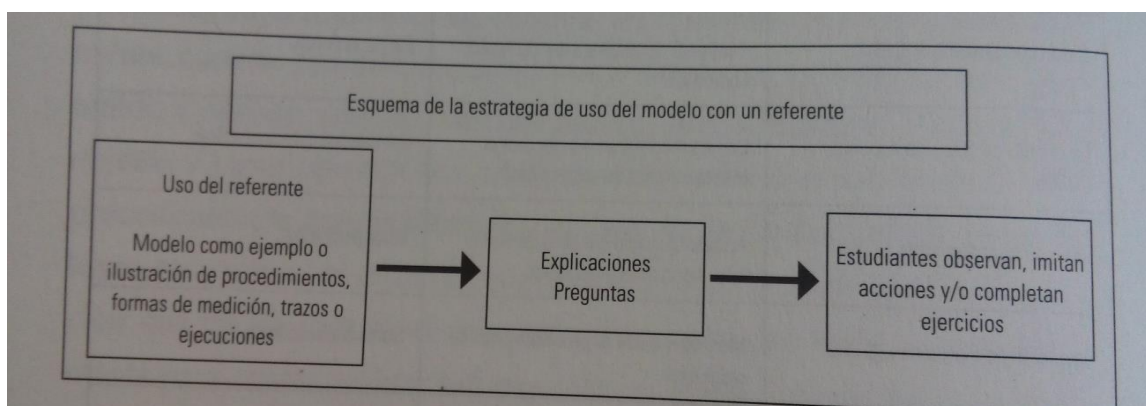 Esquema de la estrategia de uso del modelo con un referente
Uso del referente
Modelo como ejemplo o
ilustración de procedimientos,
formas de medición, trazos o
ejecuciones
Explicaciones
Preguntas
Estudiantes observan, imitan
acciones y/o completan
ejercicios